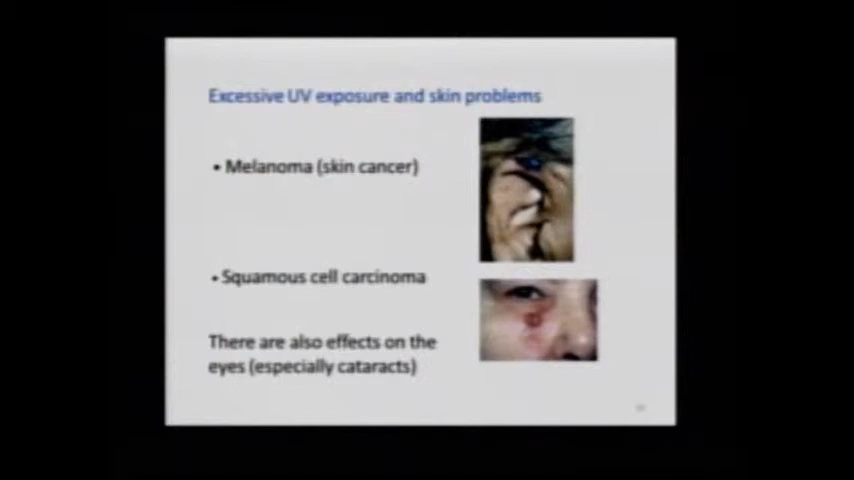 Excessive UV exposure and skin problems
• Melanoma (skin cancer)
• Squamous cell carcinoma
There are also effects on the
eyes (especially cataracts)